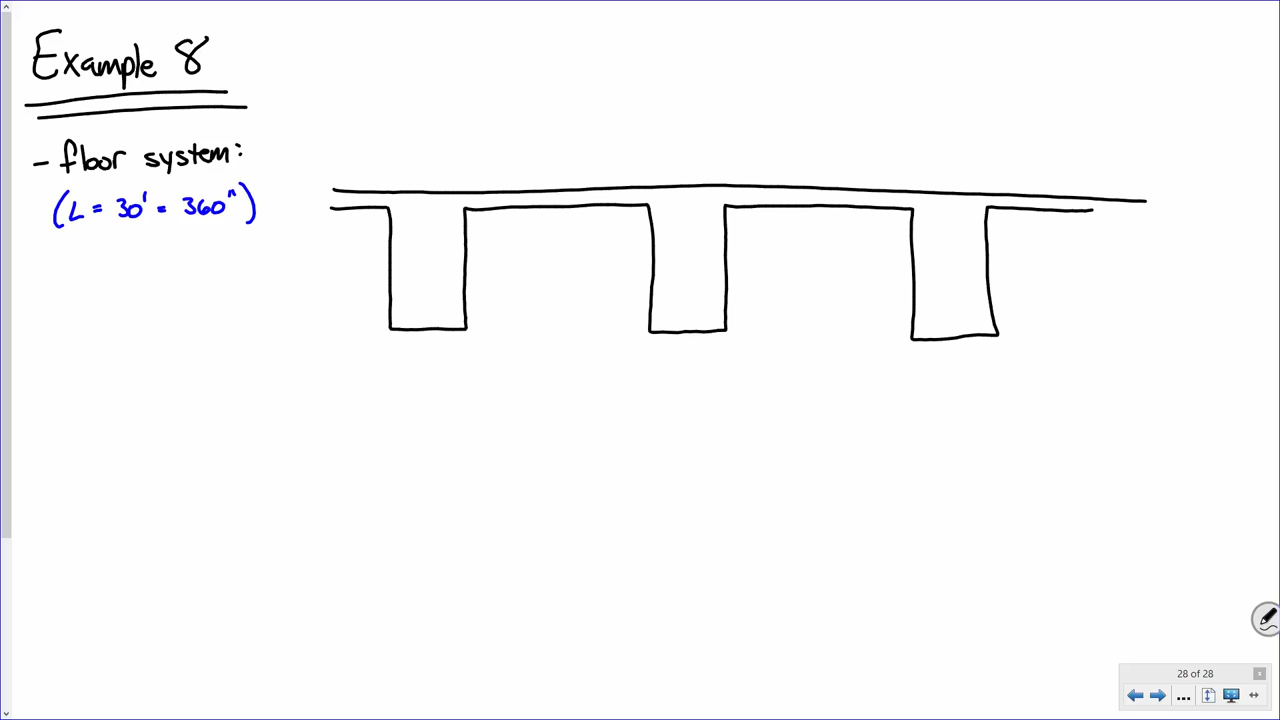 Example 8
- floor system:
(L = 30' = 360")
28 of 28
...